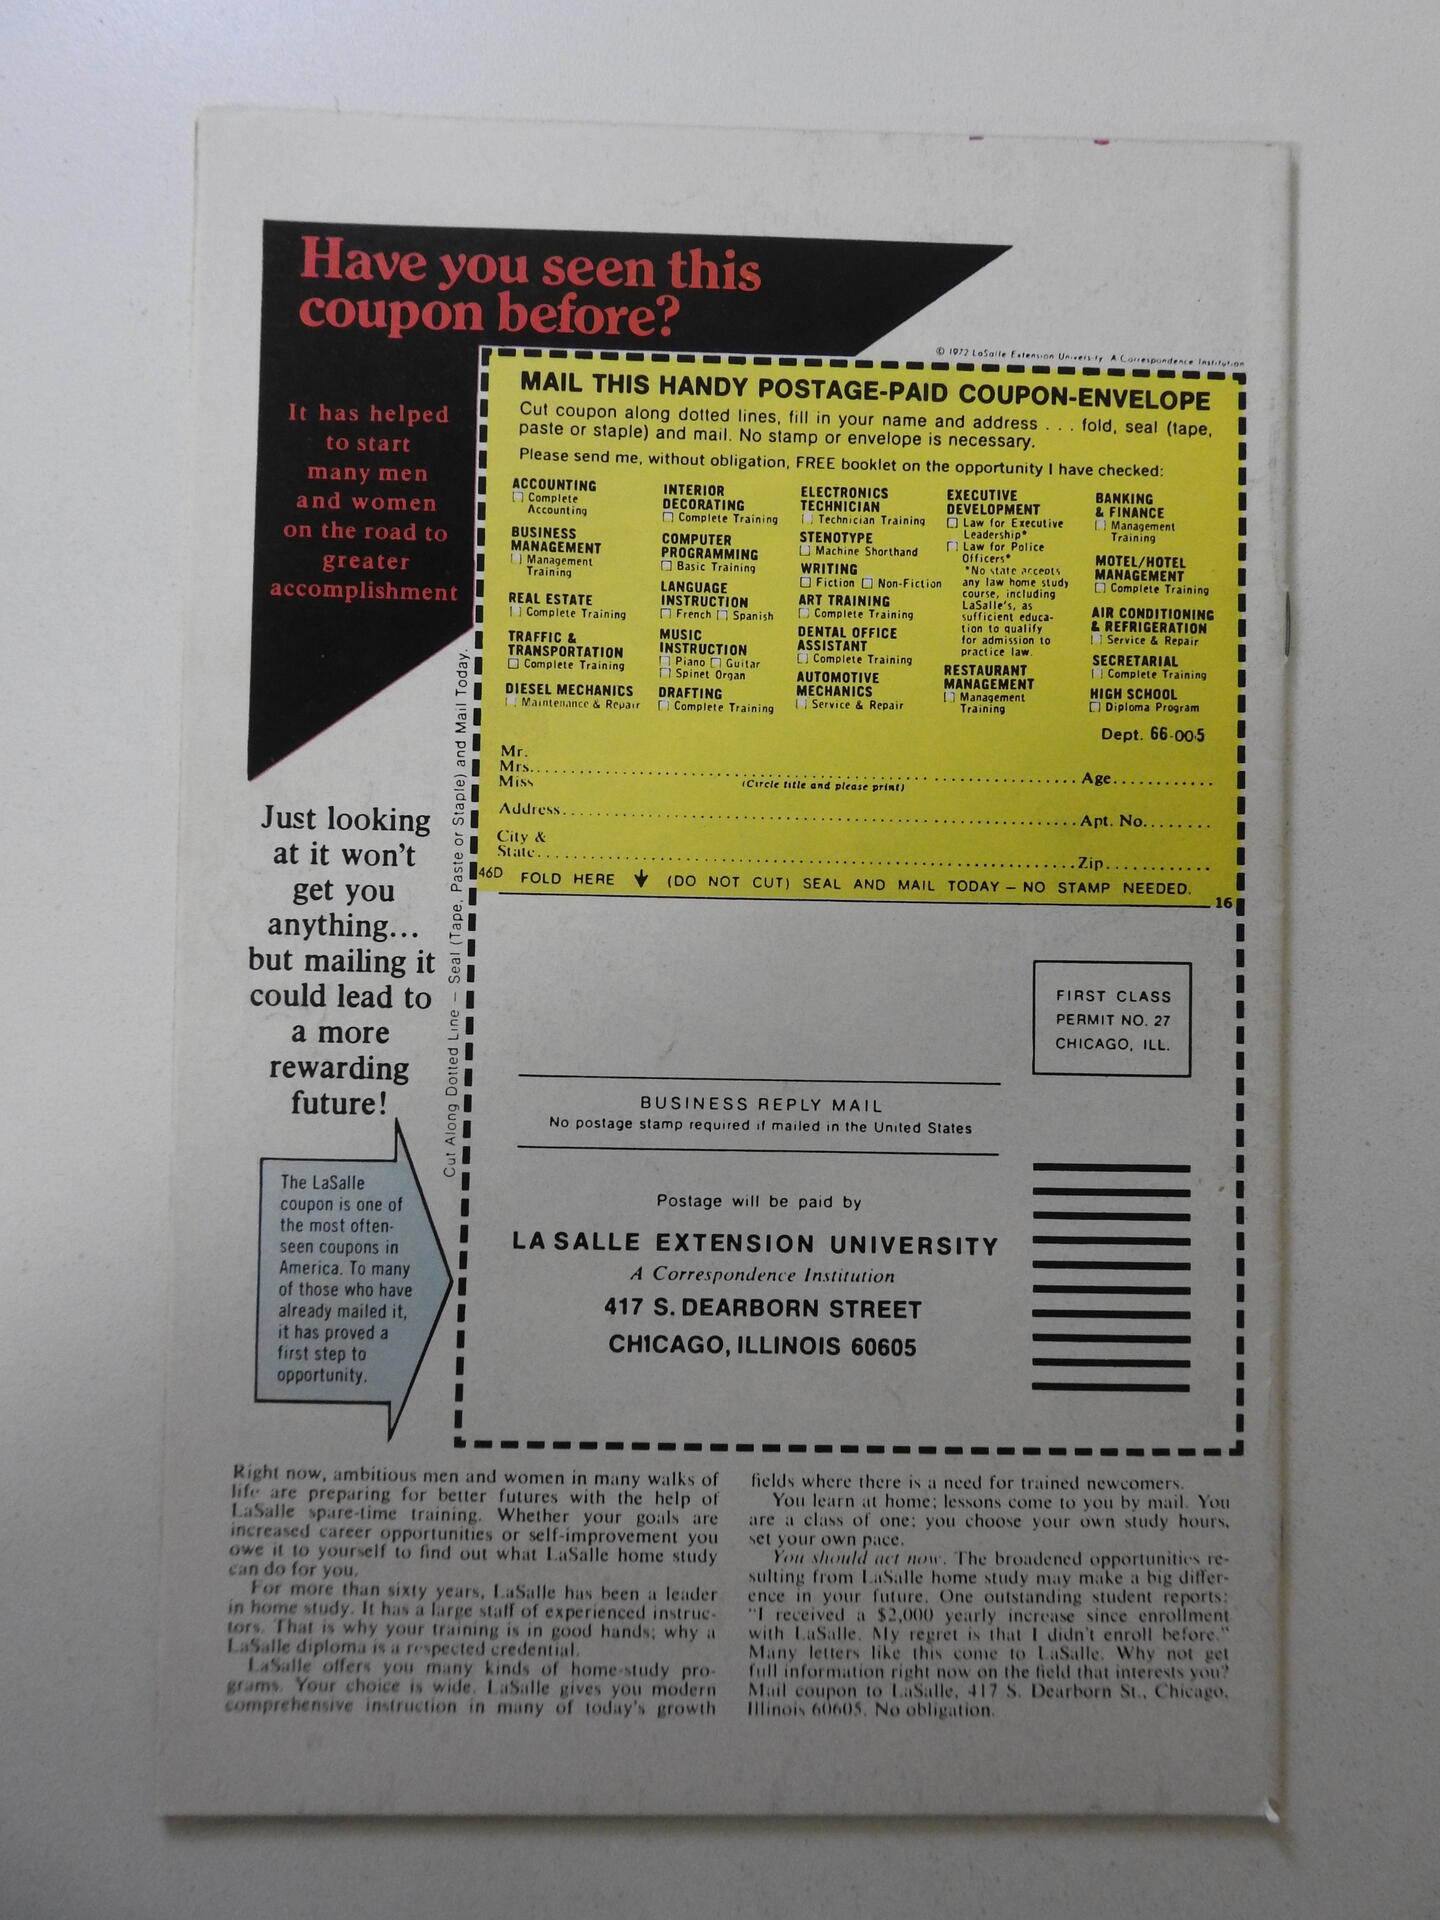 Have you seen this
coupon before?
It has helped
to start
many men
and women
on the road to
greater
accomplishment
Just looking
at it won't
get you
anything...
but mailing it
could lead to
a more
rewarding
future!
The LaSalle
coupon is one of
the most often-
seen coupons in
America. To many
of those who have
already mailed it,
it has proved a
first step to
opportunity.
Cut Along Dotted Line – Seal (Tape, Paste or Staple) and Mail Today.
© 1972 LaSalle Extension University A Correspondence Institution
MAIL THIS HANDY POSTAGE-PAID COUPON-ENVELOPE
Cut coupon along dotted lines, fill in your name and address . . . fold, seal (tape,
paste or staple) and mail. No stamp or envelope is necessary.
Please send me, without obligation, FREE booklet on the opportunity I have checked:
ACCOUNTING
☐ Complete
Accounting
BUSINESS
MANAGEMENT
☐ Management
Training
REAL ESTATE
☐ Complete Training
TRAFFIC &
TRANSPORTATION
☐ Complete Training
DIESEL MECHANICS
☐ Maintenance & Repair
INTERIOR
DECORATING
☐ Complete Training
COMPUTER
PROGRAMMING
☐ Basic Training
LANGUAGE
INSTRUCTION
☐ French ☐ Spanish
MUSIC
INSTRUCTION
☐ Piano ☐ Guitar
☐ Spinet Organ
DRAFTING
☐ Complete Training
ELECTRONICS
TECHNICIAN
☐ Technician Training
STENOTYPE
☐ Machine Shorthand
WRITING
☐ Fiction ☐ Non-Fiction
ART TRAINING
☐ Complete Training
DENTAL OFFICE
ASSISTANT
☐ Complete Training
AUTOMOTIVE
MECHANICS
☐ Service & Repair
EXECUTIVE
DEVELOPMENT
☐ Law for Executive
Leadership*
☐ Law for Police
Officers*
*No state accepts
any law home study
course, including
LaSalle's, as
sufficient educa-
tion to qualify
for admission to
practice law.
RESTAURANT
MANAGEMENT
☐ Management
Training
BANKING
& FINANCE
☐ Management
Training
MOTEL/HOTEL
MANAGEMENT
☐ Complete Training
AIR CONDITIONING
& REFRIGERATION
☐ Service & Repair
SECRETARIAL
☐ Complete Training
HIGH SCHOOL
☐ Diploma Program
Dept. 66-005
Mr.
Mrs. Age
Miss (Circle title and please print)
Address Apt. No.
City &
State Zip
46D FOLD HERE ↓ (DO NOT CUT) SEAL AND MAIL TODAY – NO STAMP NEEDED.
16
FIRST CLASS
PERMIT NO. 27
CHICAGO, ILL.
BUSINESS REPLY MAIL
No postage stamp required if mailed in the United States
Postage will be paid by
LA SALLE EXTENSION UNIVERSITY
A Correspondence Institution
417 S. DEARBORN STREET
CHICAGO, ILLINOIS 60605
Right now, ambitious men and women in many walks of
life are preparing for better futures with the help of
LaSalle spare-time training. Whether your goals are
increased career opportunities or self-improvement you
owe it to yourself to find out what LaSalle home study
can do for you.
For more than sixty years, LaSalle has been a leader
in home study. It has a large staff of experienced instruc-
tors. That is why your training is in good hands; why a
LaSalle diploma is a respected credential.
LaSalle offers you many kinds of home-study pro-
grams. Your choice is wide. LaSalle gives you modern
comprehensive instruction in many of today's growth
fields where there is a need for trained newcomers.
You learn at home; lessons come to you by mail. You
are a class of one; you choose your own study hours,
set your own pace.
You should act now. The broadened opportunities re-
sulting from LaSalle home study may make a big differ-
ence in your future. One outstanding student reports:
"I received a $2,000 yearly increase since enrollment
with LaSalle. My regret is that I didn't enroll before."
Many letters like this come to LaSalle. Why not get
full information right now on the field that interests you?
Mail coupon to LaSalle, 417 S. Dearborn St., Chicago,
Illinois 60605. No obligation.